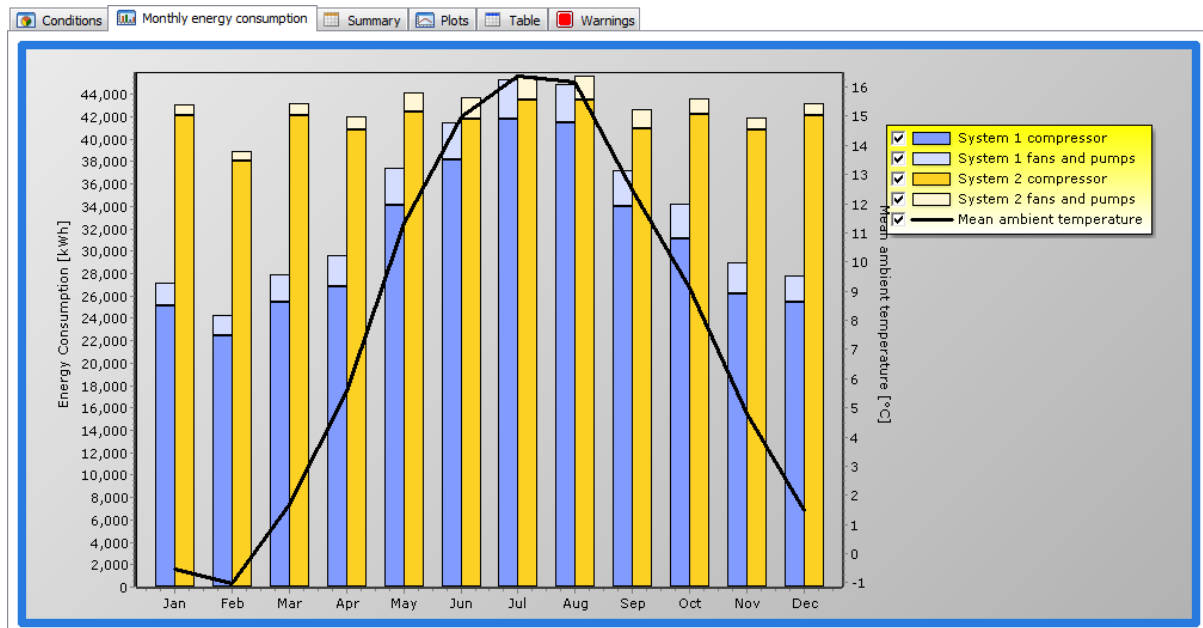 Conditions
Monthly energy consumption
Summary
Plots
Table
Warnings
Energy Consumption [kWh]
44,000
42,000
40,000
38,000
36,000
34,000
32,000
30,000
28,000
26,000
24,000
22,000
20,000
18,000
16,000
14,000
12,000
10,000
8,000
6,000
4,000
2,000
0
Jan
Feb
Mar
Apr
May
Jun
Jul
Aug
Sep
Oct
Nov
Dec
16
15
14
13
12
11
10
9
8
7
6
5
4
3
2
1
0
-1
Mean ambient temperature [°C]
System 1 compressor
System 1 fans and pumps
System 2 compressor
System 2 fans and pumps
Mean ambient temperature